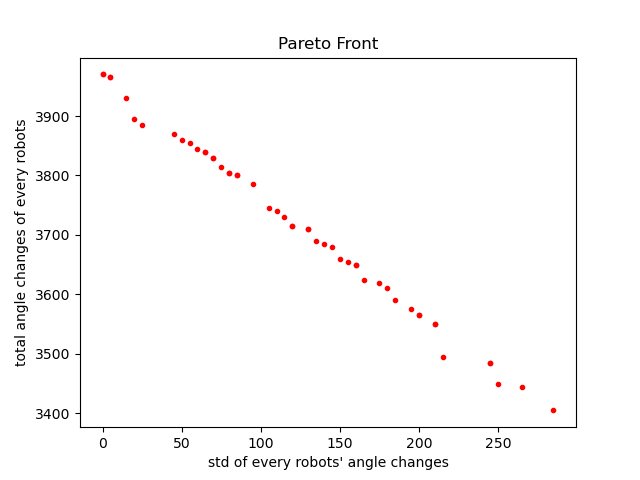 Pareto Front
total angle changes of every robots
3900
3800
3700
3600
3500
3400
0 50 100 150 200 250
std of every robots' angle changes